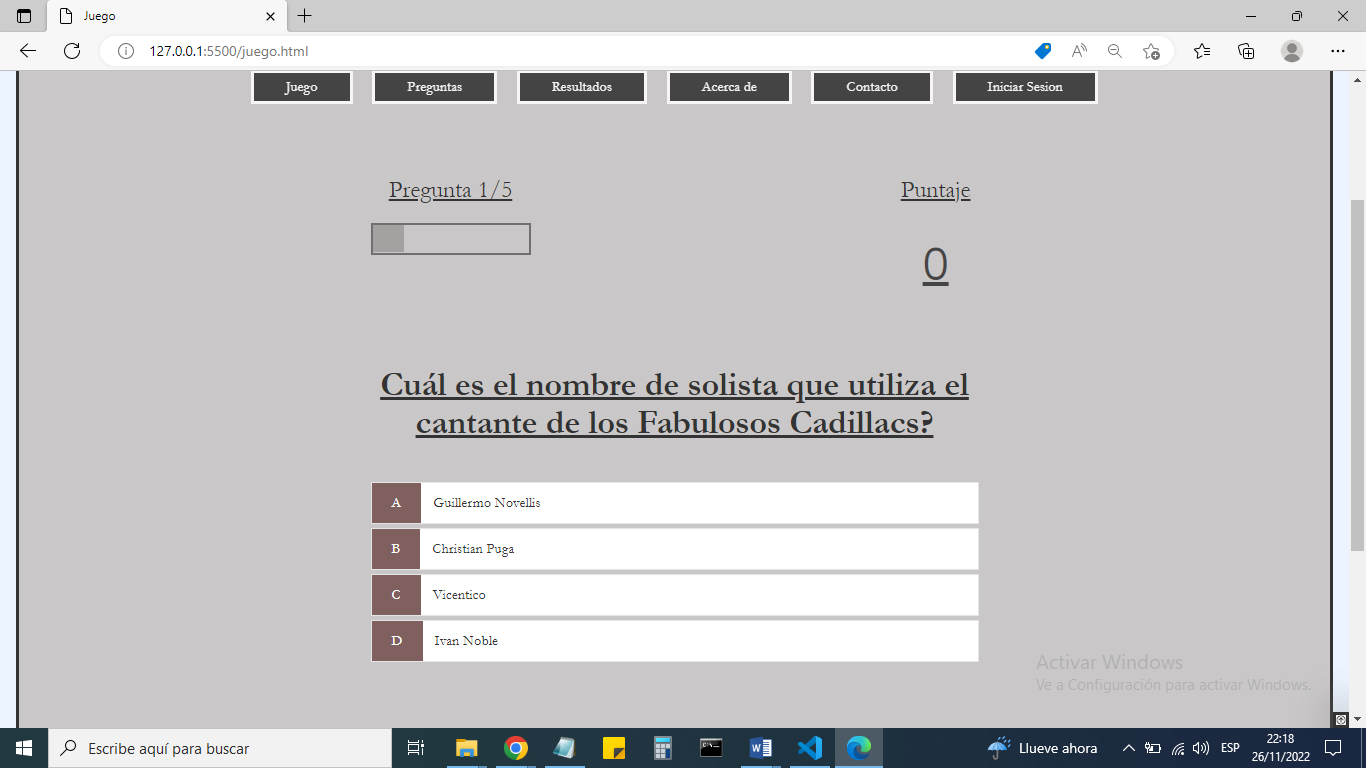 Juego
127.0.0.1:5500/juego.html
Juego Preguntas Resultados Acerca de Contacto Iniciar Sesion
Pregunta 1/5
Puntaje
0
Cuál es el nombre de solista que utiliza el
cantante de los Fabulosos Cadillacs?
A Guillermo Novellis
B Christian Puga
C Vicentico
D Ivan Noble
Activar Windows
Ve a Configuración para activar Windows.
Escribe aquí para buscar
Llueve ahora
ESP
22:18
26/11/2022